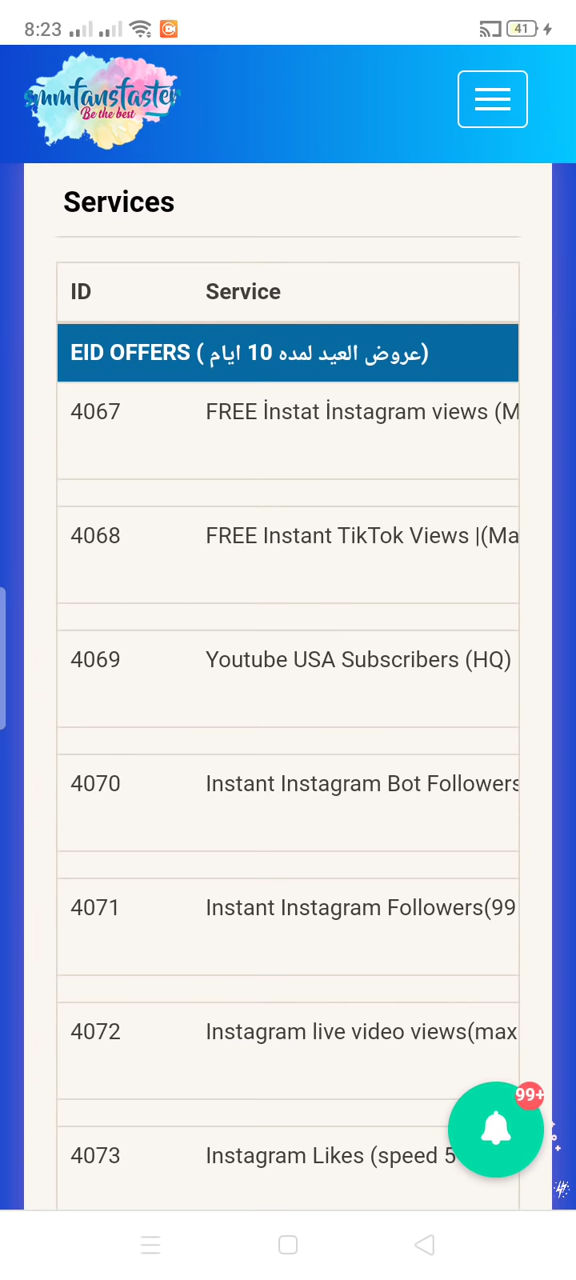 8:23
41
smmfansfaster
Be the best
Services
ID Service
EID OFFERS ( عروض العيد لمده 10 ايام)
4067 FREE İnstat İnstagram views (M
4068 FREE Instant TikTok Views |(Ma
4069 Youtube USA Subscribers (HQ)
4070 Instant Instagram Bot Followers
4071 Instant Instagram Followers(99
4072 Instagram live video views(max
99+
4073 Instagram Likes (speed 5